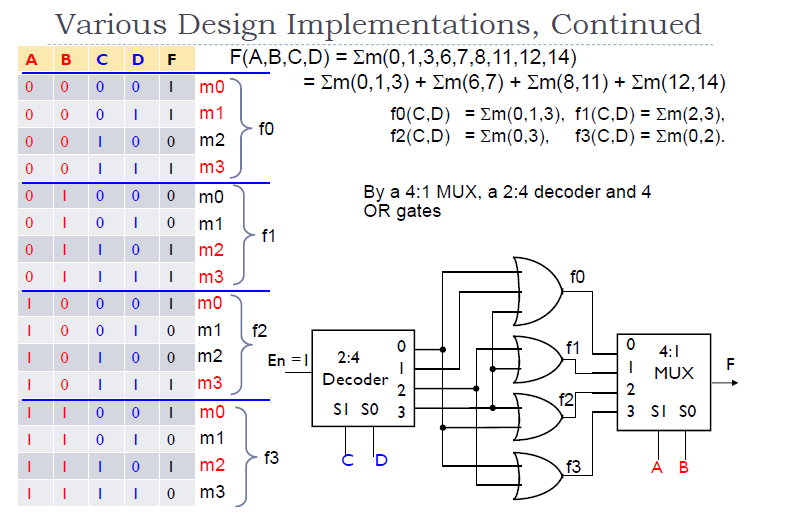 Various Design Implementations, Continued
A B C D F
0 0 0 0 1 m0
0 0 0 1 1 m1
0 0 1 0 0 m2
0 0 1 1 1 m3
f0
0 1 0 0 0 m0
0 1 0 1 0 m1
0 1 1 0 1 m2
0 1 1 1 1 m3
f1
1 0 0 0 1 m0
1 0 0 1 0 m1
1 0 1 0 0 m2
1 0 1 1 1 m3
f2
1 1 0 0 1 m0
1 1 0 1 0 m1
1 1 1 0 1 m2
1 1 1 1 0 m3
f3
F(A,B,C,D) = Σm(0,1,3,6,7,8,11,12,14)
= Σm(0,1,3) + Σm(6,7) + Σm(8,11) + Σm(12,14)
f0(C,D) = Σm(0,1,3), f1(C,D) = Σm(2,3),
f2(C,D) = Σm(0,3), f3(C,D) = Σm(0,2).
By a 4:1 MUX, a 2:4 decoder and 4
OR gates
En =1
2:4
Decoder
0
1
2
3
S1 S0
C D
f0
f1
f2
f3
0
1
2
3
4:1
MUX
S1 S0
A B
F